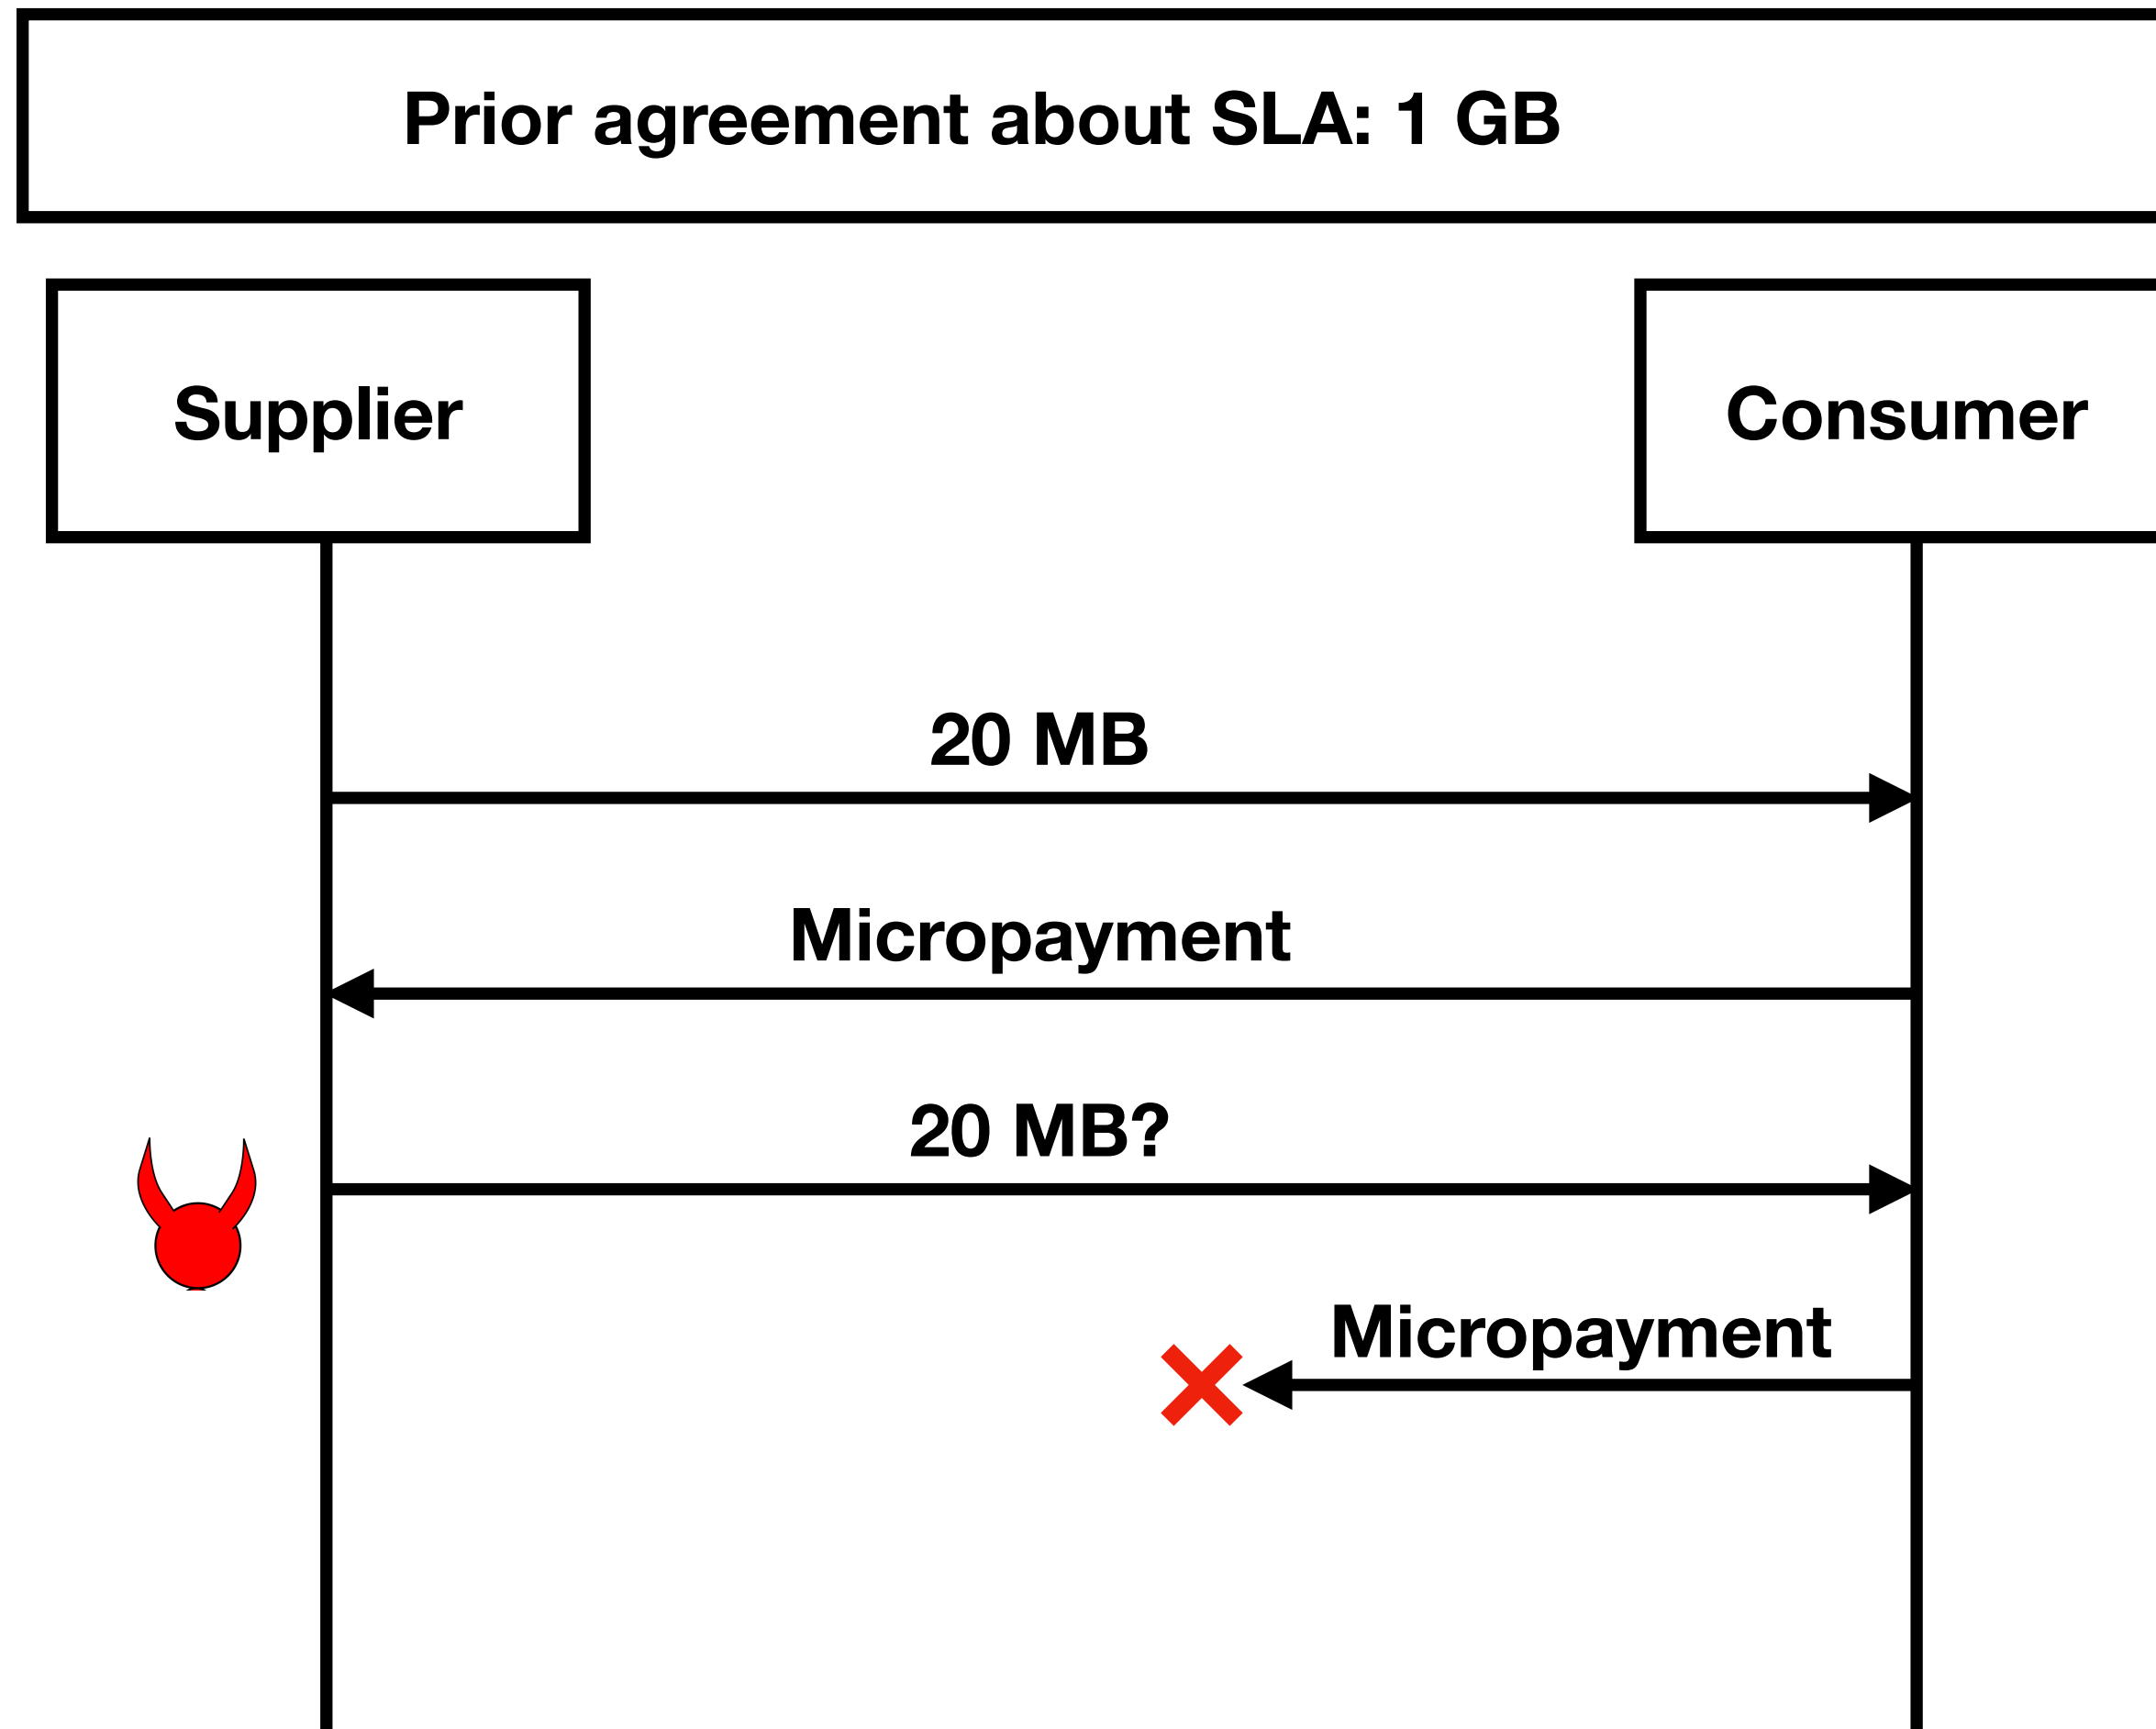 Prior agreement about SLA: 1 GB
Supplier
Consumer
20 MB
Micropayment
20 MB?
Micropayment